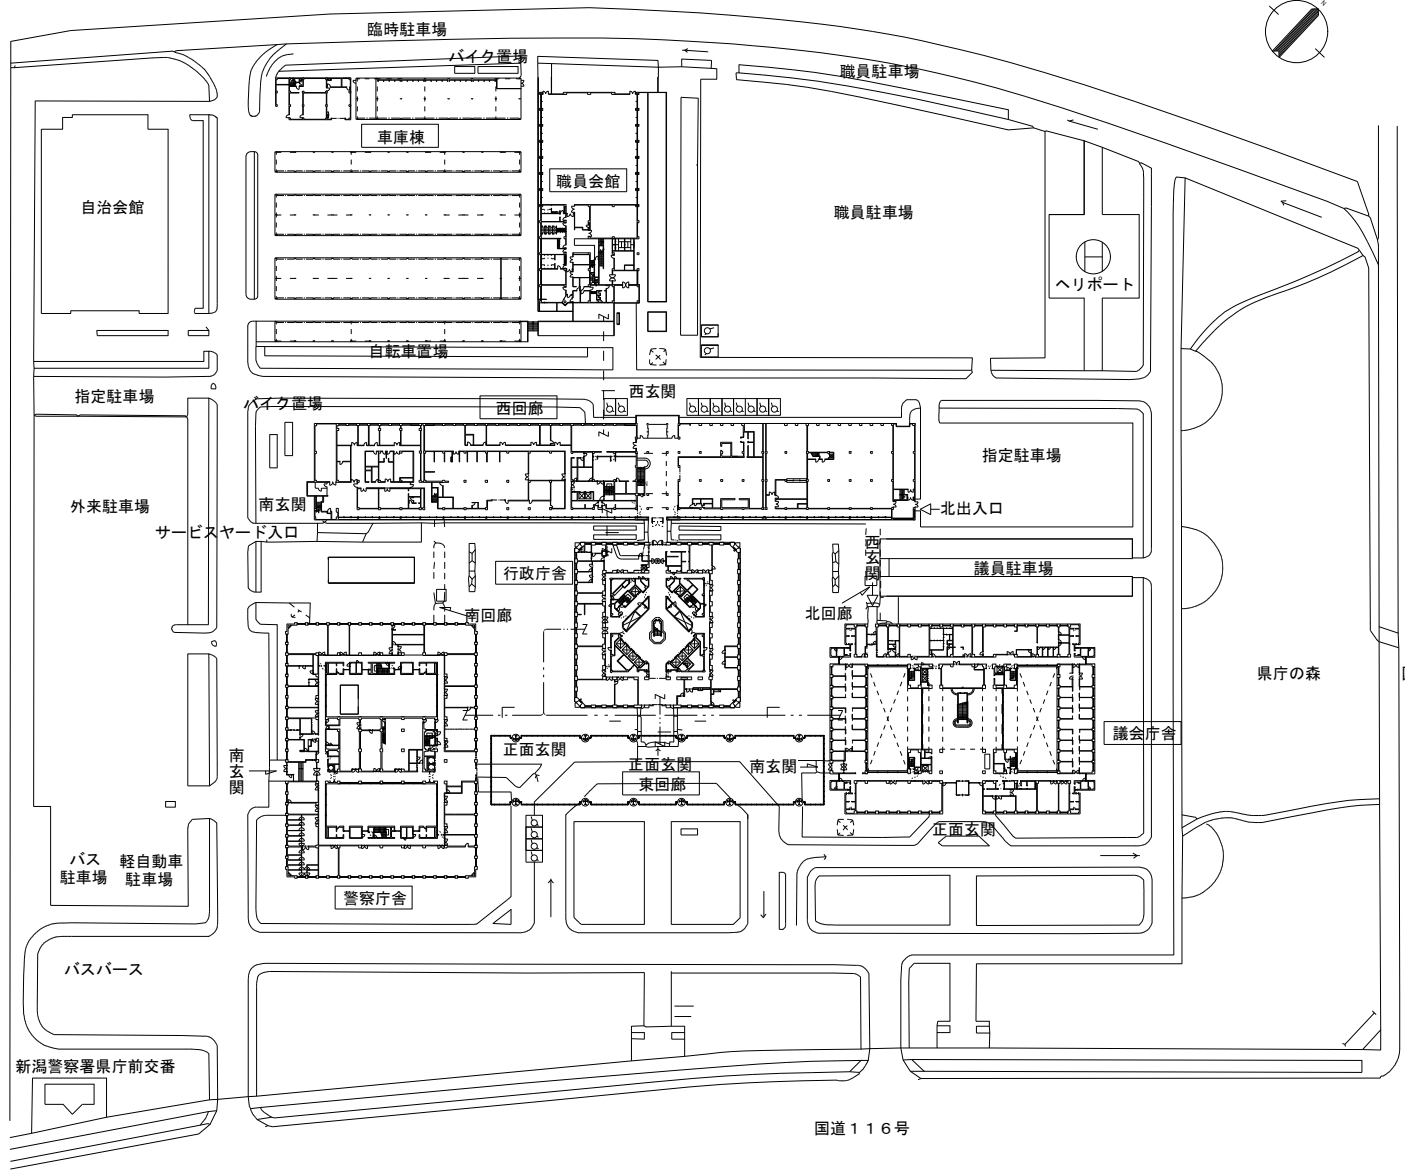 臨時駐車場
バイク置場
職員駐車場
車庫棟
職員会館
自治会館
職員駐車場
ヘリポート
自転車置場
指定駐車場
西玄関
バイク置場
西回廊
指定駐車場
外来駐車場
南玄関
北出入口
サービスヤード入口
西玄関
行政庁舎
議員駐車場
南回廊
北回廊
県庁の森
議会庁舎
南玄関
正面玄関
正面玄関
南玄関
東回廊
正面玄関
バス
駐車場
軽自動車
駐車場
警察庁舎
バスバース
新潟警察署県庁前交番
国道116号